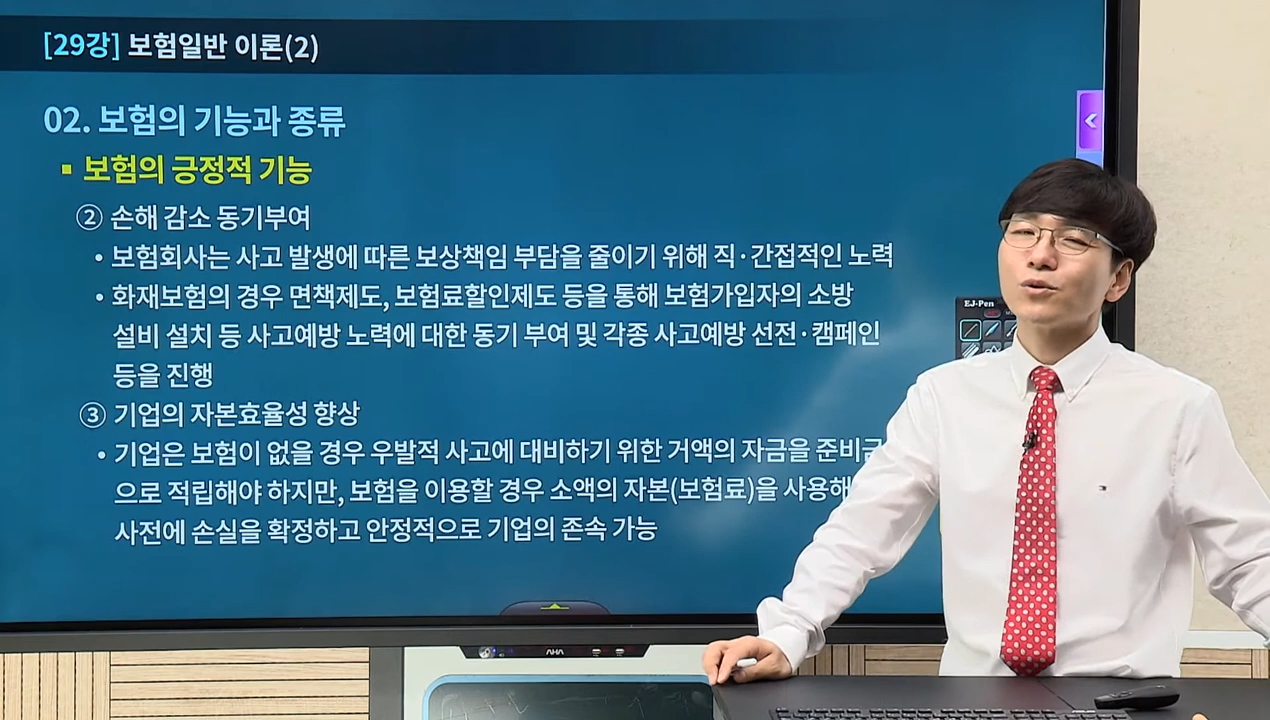 [29강] 보험일반 이론(2)
02. 보험의 기능과 종류
▪ 보험의 긍정적 기능
② 손해 감소 동기부여
• 보험회사는 사고 발생에 따른 보상책임 부담을 줄이기 위해 직·간접적인 노력
• 화재보험의 경우 면책제도, 보험료할인제도 등을 통해 보험가입자의 소방
설비 설치 등 사고예방 노력에 대한 동기 부여 및 각종 사고예방 선전·캠페인
등을 진행
③ 기업의 자본효율성 향상
• 기업은 보험이 없을 경우 우발적 사고에 대비하기 위한 거액의 자금을 준비금
으로 적립해야 하지만, 보험을 이용할 경우 소액의 자본(보험료)을 사용해
사전에 손실을 확정하고 안정적으로 기업의 존속 가능
EJ-Pen
AHA